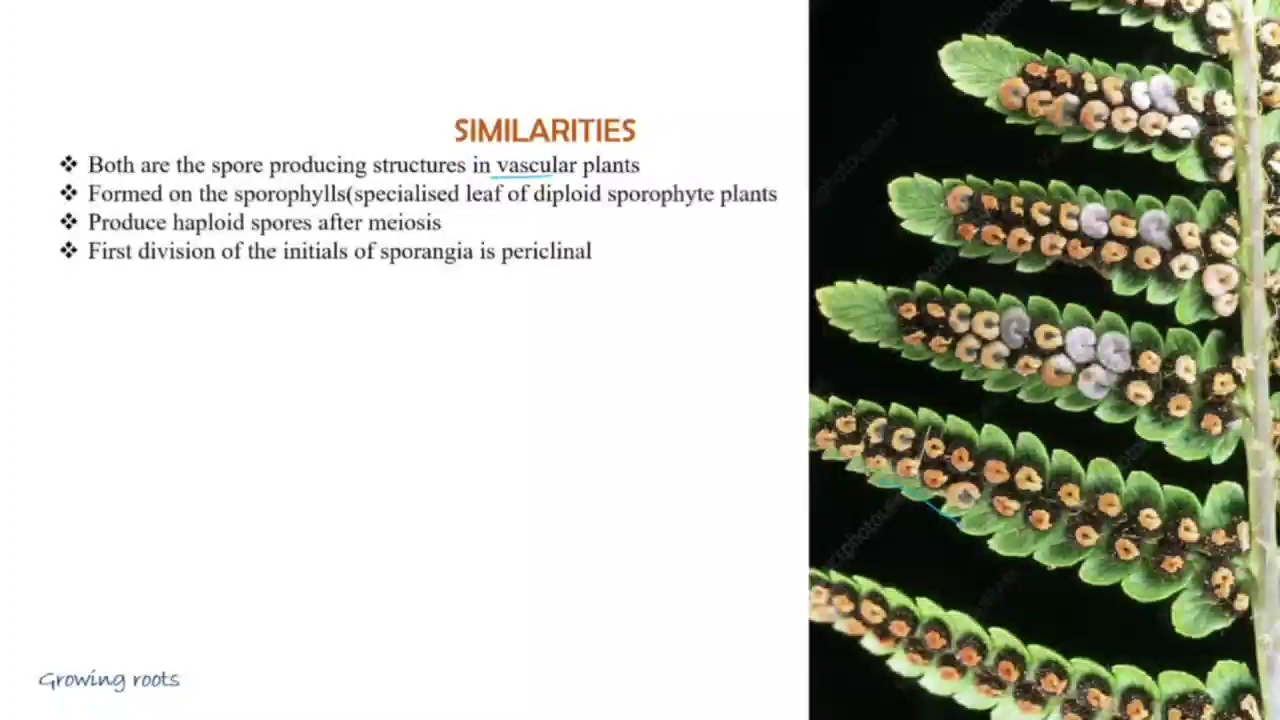 SIMILARITIES
❖ Both are the spore producing structures in vascular plants
❖ Formed on the sporophylls(specialised leaf of diploid sporophyte plants
❖ Produce haploid spores after meiosis
❖ First division of the initials of sporangia is periclinal
Growing roots